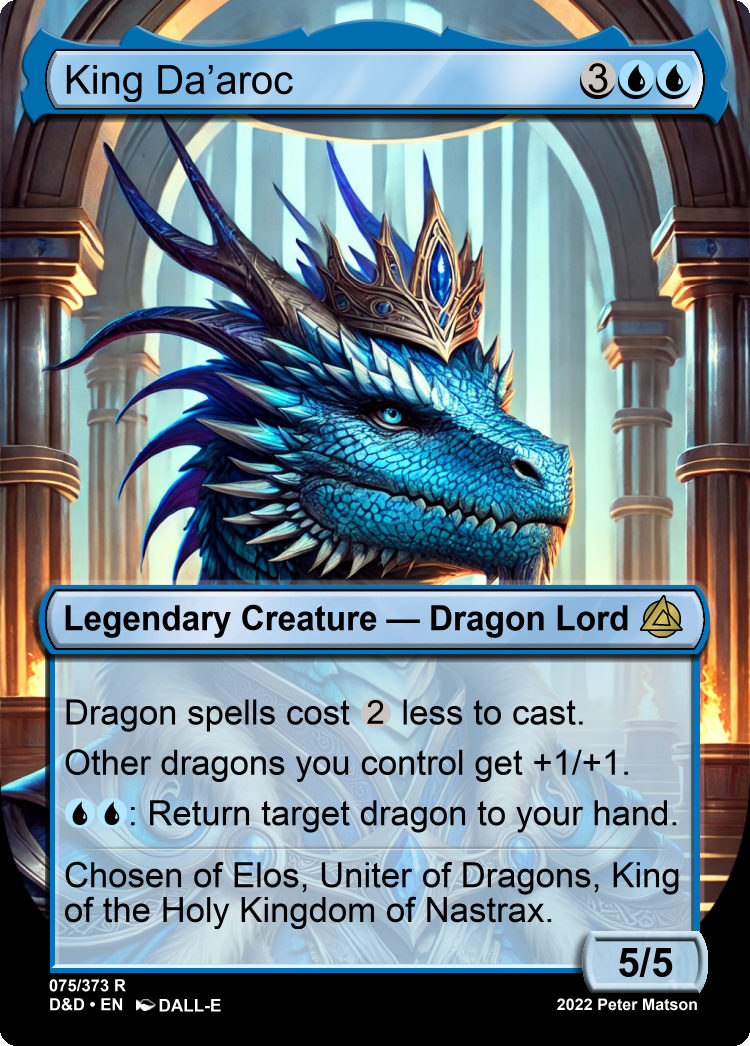 King Da’aroc 3
Legendary Creature — Dragon Lord
Dragon spells cost 2 less to cast.
Other dragons you control get +1/+1.
: Return target dragon to your hand.
Chosen of Elos, Uniter of Dragons, King
of the Holy Kingdom of Nastrax.
5/5
075/373 R
D&D • EN DALL-E
2022 Peter Matson